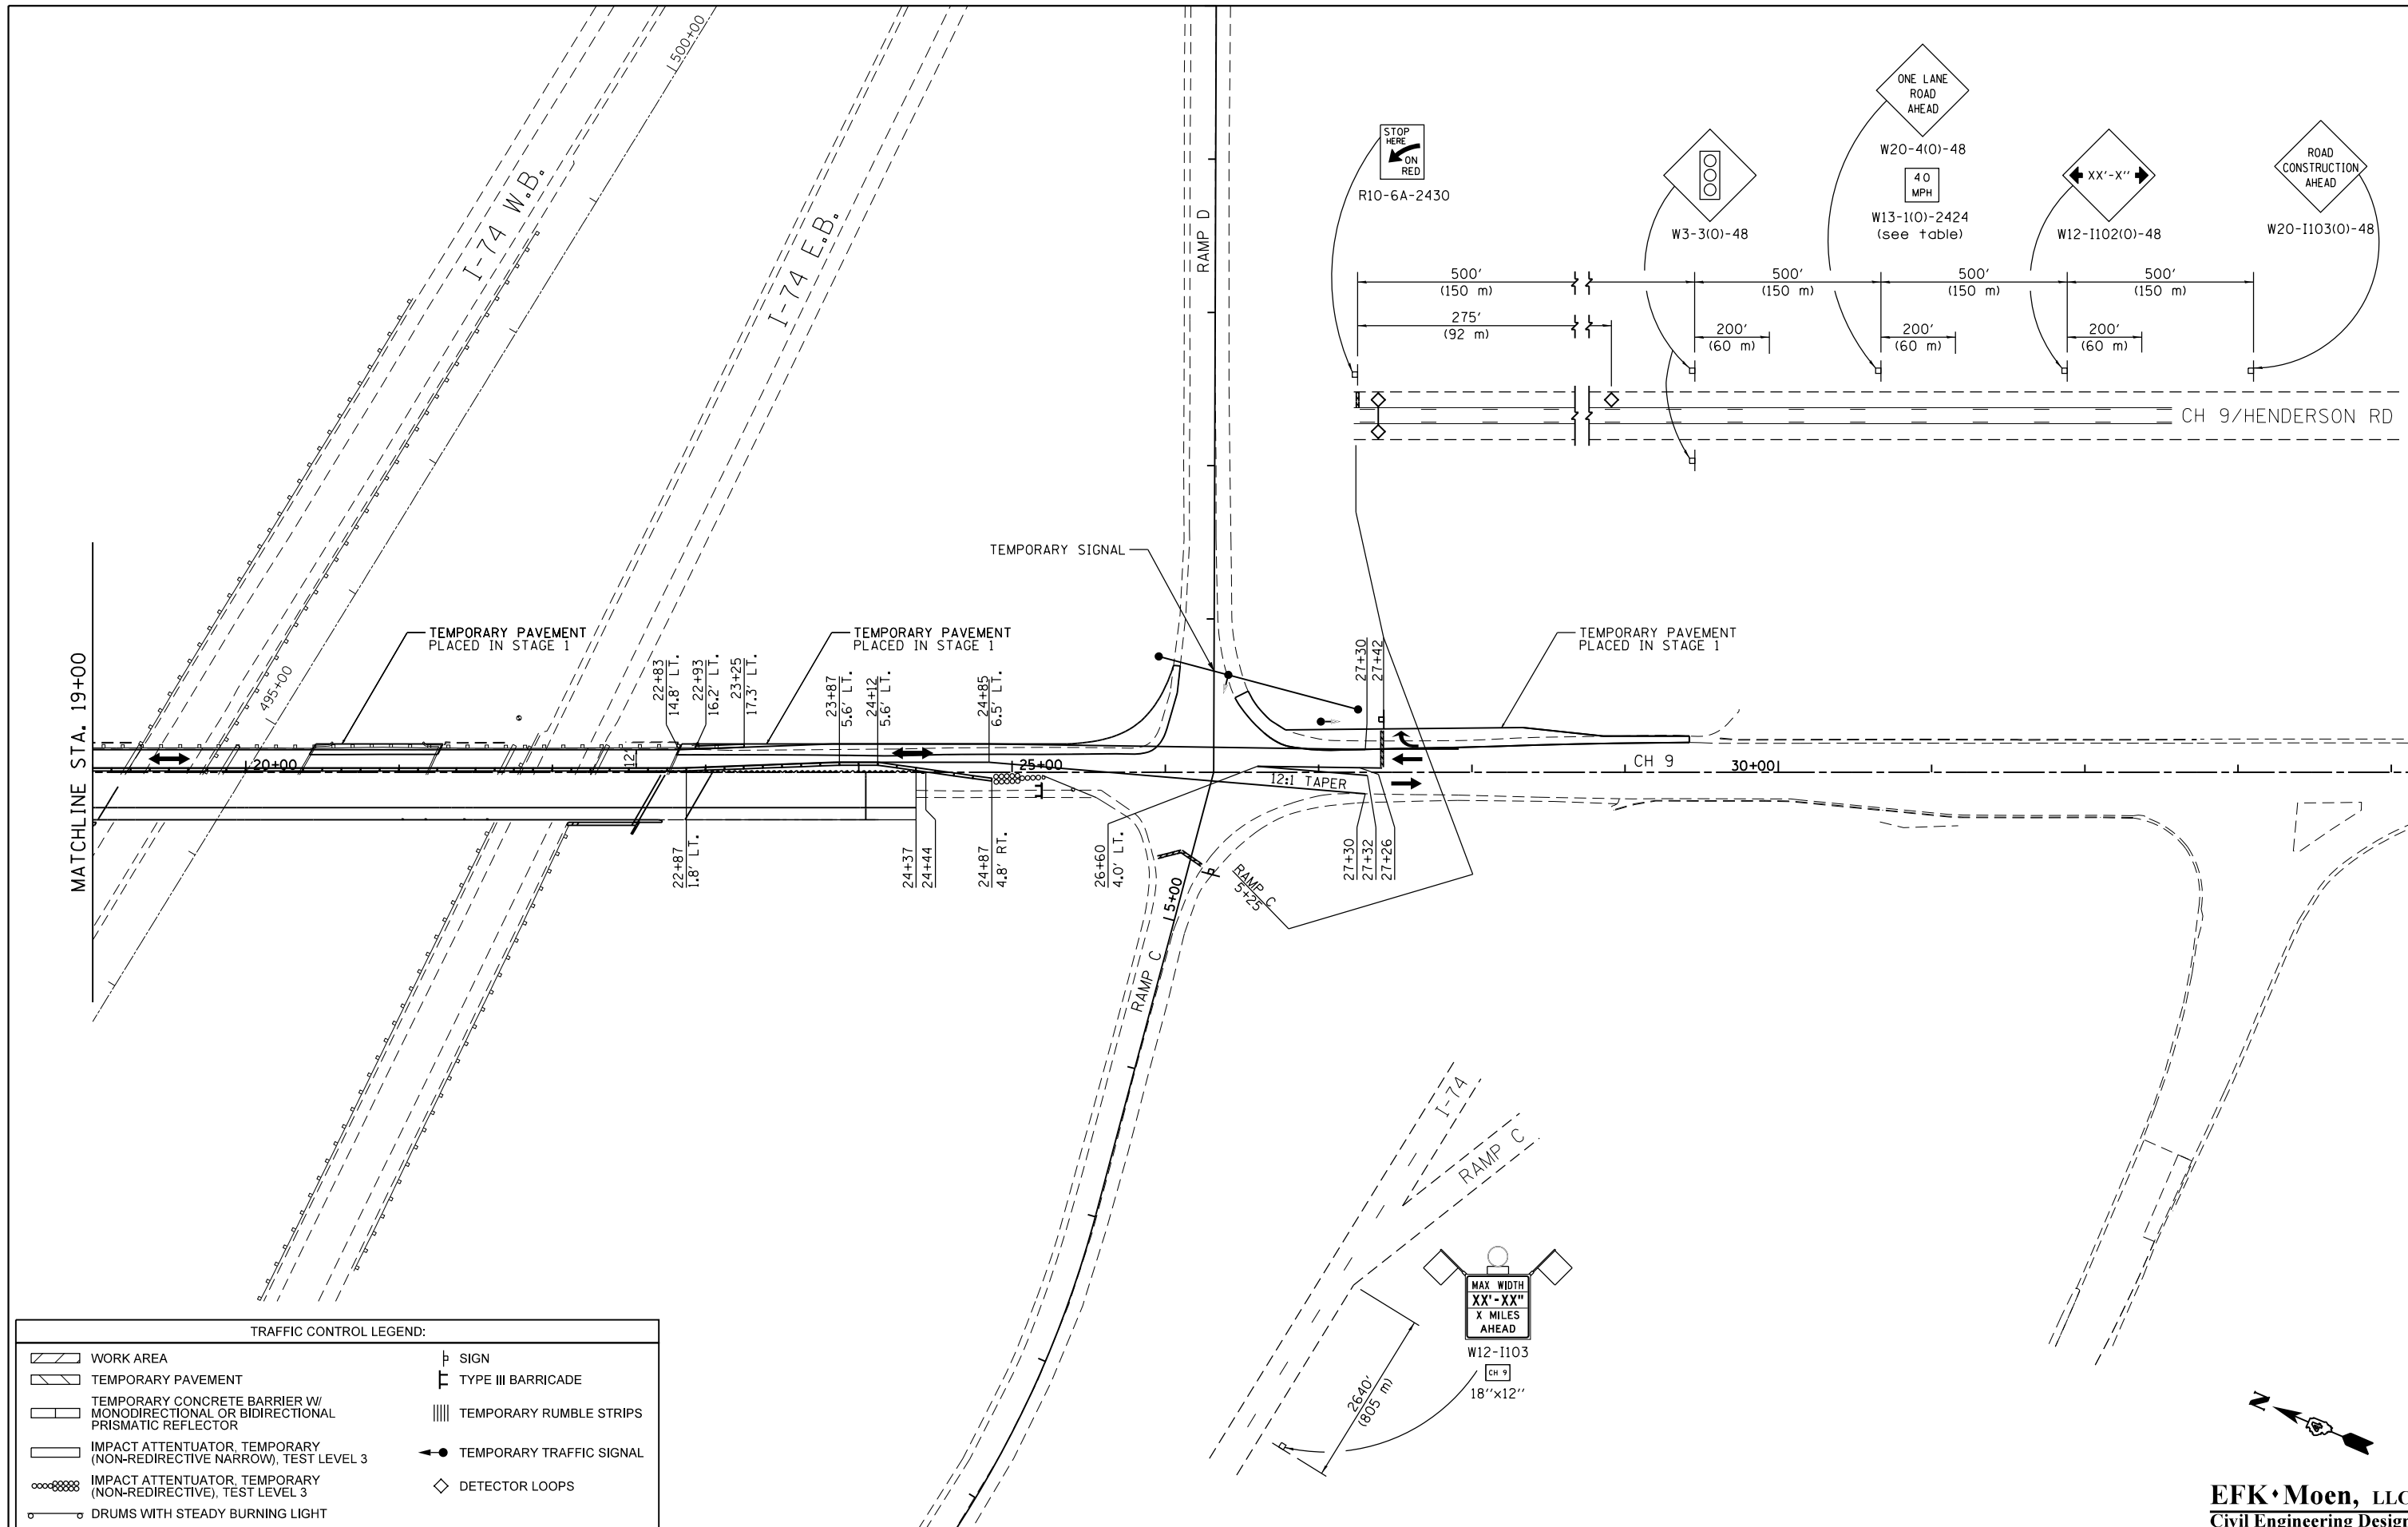 500+00
I-74 W.B.
I-74 E.B.
RAMP D
STOP
HERE
ON
RED
R10-6A-2430
W3-3(O)-48
ONE LANE
ROAD
AHEAD
W20-4(O)-48
40
MPH
W13-1(O)-2424
(see table)
XX'-X"
W12-I102(O)-48
ROAD
CONSTRUCTION
AHEAD
W20-I103(O)-48
500'
(150 m)
500'
(150 m)
500'
(150 m)
500'
(150 m)
275'
(92 m)
200'
(60 m)
200'
(60 m)
200'
(60 m)
CH 9/HENDERSON RD
TEMPORARY SIGNAL
TEMPORARY PAVEMENT
PLACED IN STAGE 1
TEMPORARY PAVEMENT
PLACED IN STAGE 1
TEMPORARY PAVEMENT
PLACED IN STAGE 1
MATCHLINE STA. 19+00
495+00
22+83
14.8' LT.
22+93
16.2' LT.
23+25
17.3' LT.
23+87
5.6' LT.
24+12
5.6' LT.
24+85
6.5' LT.
27+30
27+42
20+00
12'
25+00
12:1 TAPER
CH 9
30+00
22+87
1.8' LT.
24+37
24+44
24+87
4.8' RT.
26+60
4.0' LT.
27+30
27+32
27+26
RAMP C
5+25
5+00
RAMP C
I-74
RAMP C
MAX WIDTH
XX'-XX"
X MILES
AHEAD
W12-I103
CH 9
18''x12''
2640'
(805 m)
TRAFFIC CONTROL LEGEND:
WORK AREA
TEMPORARY PAVEMENT
TEMPORARY CONCRETE BARRIER W/
MONODIRECTIONAL OR BIDIRECTIONAL
PRISMATIC REFLECTOR
IMPACT ATTENTUATOR, TEMPORARY
(NON-REDIRECTIVE NARROW), TEST LEVEL 3
IMPACT ATTENTUATOR, TEMPORARY
(NON-REDIRECTIVE), TEST LEVEL 3
DRUMS WITH STEADY BURNING LIGHT
SIGN
TYPE III BARRICADE
TEMPORARY RUMBLE STRIPS
TEMPORARY TRAFFIC SIGNAL
DETECTOR LOOPS
N
EFK Moen, LLC
Civil Engineering Design